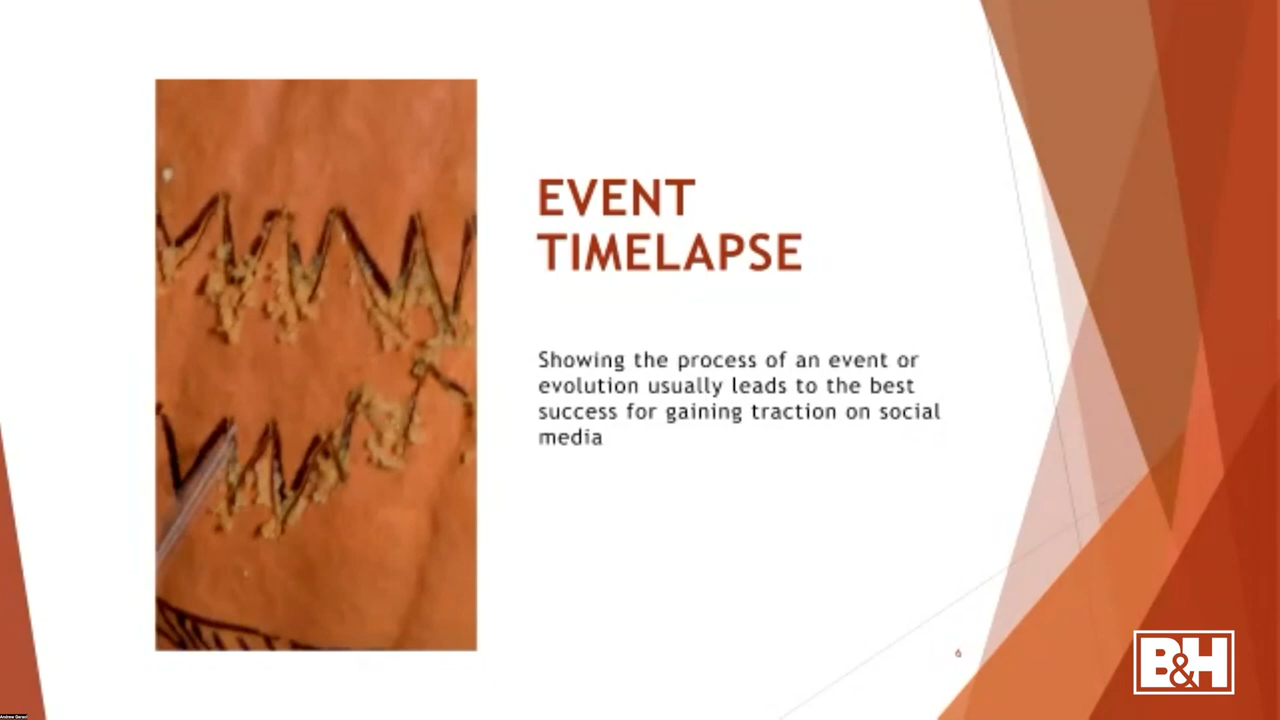 EVENT
TIMELAPSE
Showing the process of an event or
evolution usually leads to the best
success for gaining traction on social
media
B&H